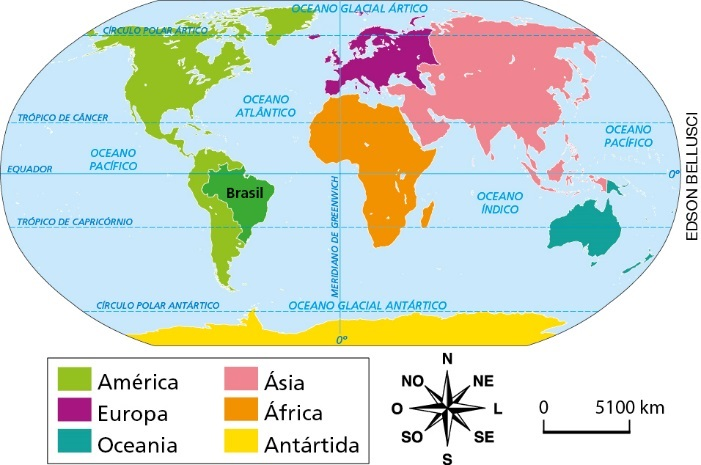 OCEANO GLACIAL ÁRTICO
CÍRCULO POLAR ÁRTICO
OCEANO
ATLÂNTICO
TRÓPICO DE CÂNCER
OCEANO
PACÍFICO
OCEANO
PACÍFICO
EQUADOR
0º
Brasil
OCEANO
ÍNDICO
TRÓPICO DE CAPRICÓRNIO
MERIDIANO DE GREENWICH
CÍRCULO POLAR ANTÁRTICO
OCEANO GLACIAL ANTÁRTICO
0º
EDSON BELLUSCI
América
Europa
Oceania
Ásia
África
Antártida
N
NO
NE
O
L
SO
SE
S
0
5100 km